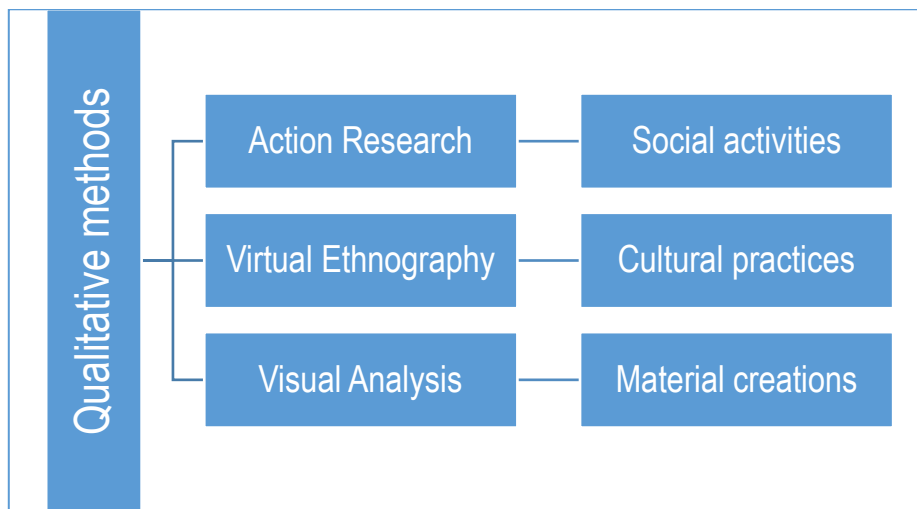 Qualitative methods
Action Research
Social activities
Virtual Ethnography
Cultural practices
Visual Analysis
Material creations